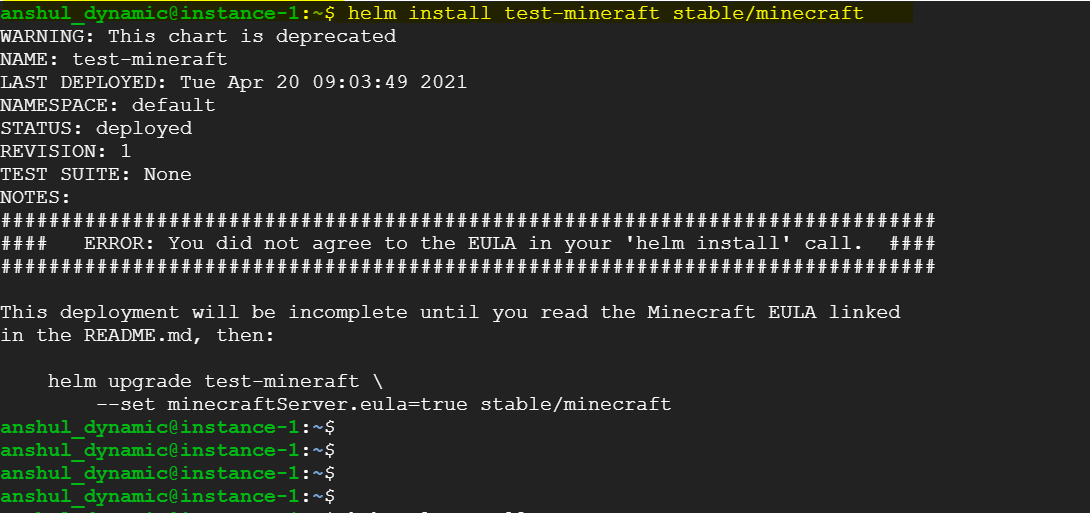 anshul_dynamic@instance-1:~$ helm install test-mineraft stable/minecraft
WARNING: This chart is deprecated
NAME: test-mineraft
LAST DEPLOYED: Tue Apr 20 09:03:49 2021
NAMESPACE: default
STATUS: deployed
REVISION: 1
TEST SUITE: None
NOTES:
##############################################################################
####   ERROR: You did not agree to the EULA in your 'helm install' call.  ####
##############################################################################
This deployment will be incomplete until you read the Minecraft EULA linked
in the README.md, then:
    helm upgrade test-mineraft \
        --set minecraftServer.eula=true stable/minecraft
anshul_dynamic@instance-1:~$
anshul_dynamic@instance-1:~$
anshul_dynamic@instance-1:~$
anshul_dynamic@instance-1:~$